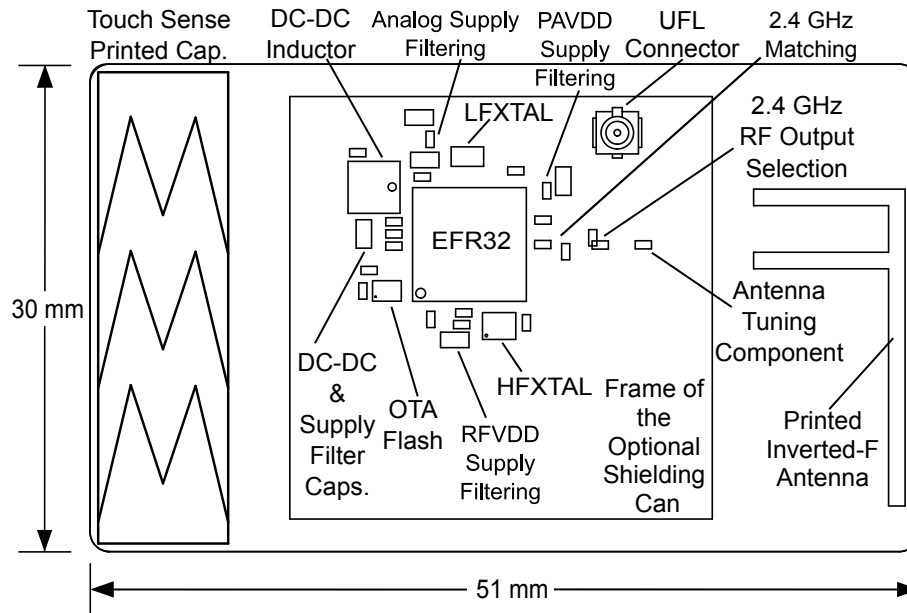 Touch Sense
Printed Cap.
DC-DC
Inductor
Analog Supply
Filtering
PAVDD
Supply
Filtering
UFL
Connector
2.4 GHz
Matching
2.4 GHz
RF Output
Selection
LFXTAL
EFR32
30 mm
Antenna
Tuning
Component
DC-DC
&
Supply
Filter
Caps.
OTA
Flash
HFXTAL
RFVDD
Supply
Filtering
Frame of
the
Optional
Shielding
Can
Printed
Inverted-F
Antenna
51 mm